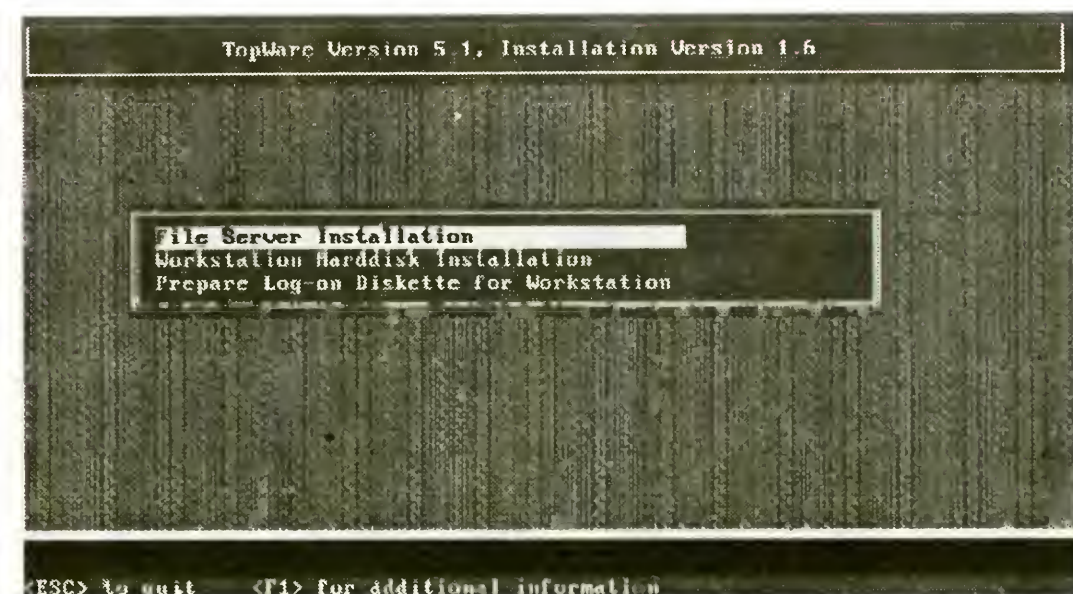 TopWare Version 5.1, Installation Version 1.6
File Server Installation
Workstation Harddisk Installation
Prepare Log-on Diskette for Workstation
<ESC> to quit <F1> for additional information